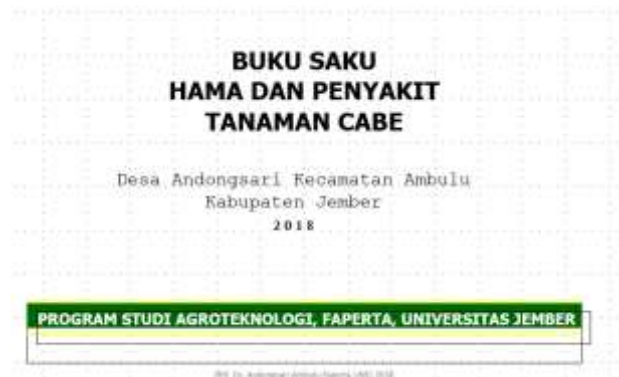 BUKU SAKU
HAMA DAN PENYAKIT
TANAMAN CABE
Desa Andongsari Kecamatan Ambulu
Kabupaten Jember
2018
PROGRAM STUDI AGROTEKNOLOGI, FAPERTA, UNIVERSITAS JEMBER